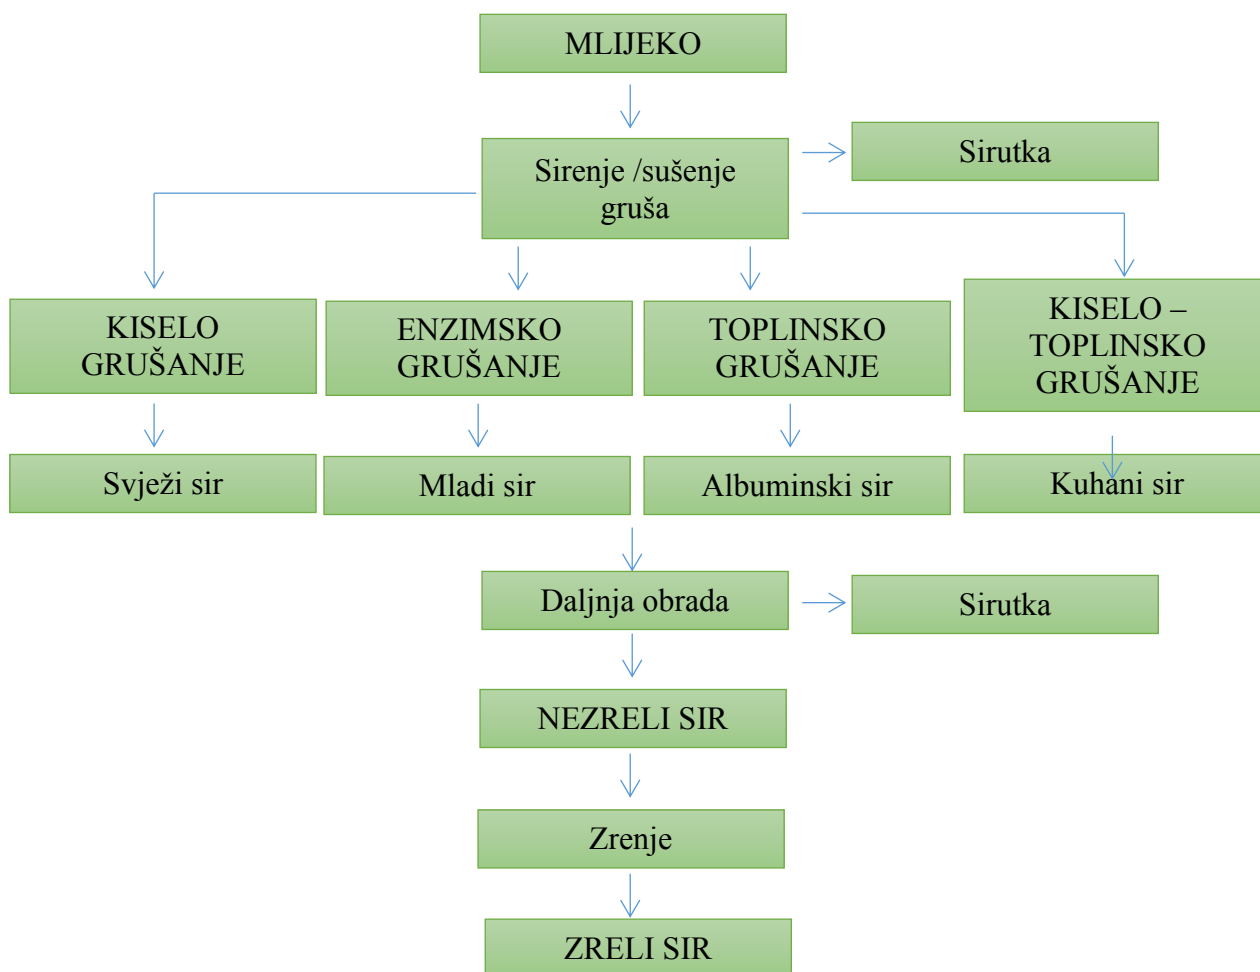 MLIJEKO
Sirenje /sušenje
gruša
Sirutka
KISELO
GRUŠANJE
ENZIMSKO
GRUŠANJE
TOPLINSKO
GRUŠANJE
KISELO –
TOPLINSKO
GRUŠANJE
Svježi sir
Mladi sir
Albuminski sir
Kuhani sir
Daljnja obrada
Sirutka
NEZRELI SIR
Zrenje
ZRELI SIR